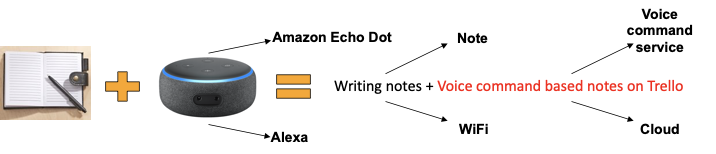 Amazon Echo Dot
Alexa
Writing notes + Voice command based notes on Trello
Note
WiFi
Voice
command
service
Cloud